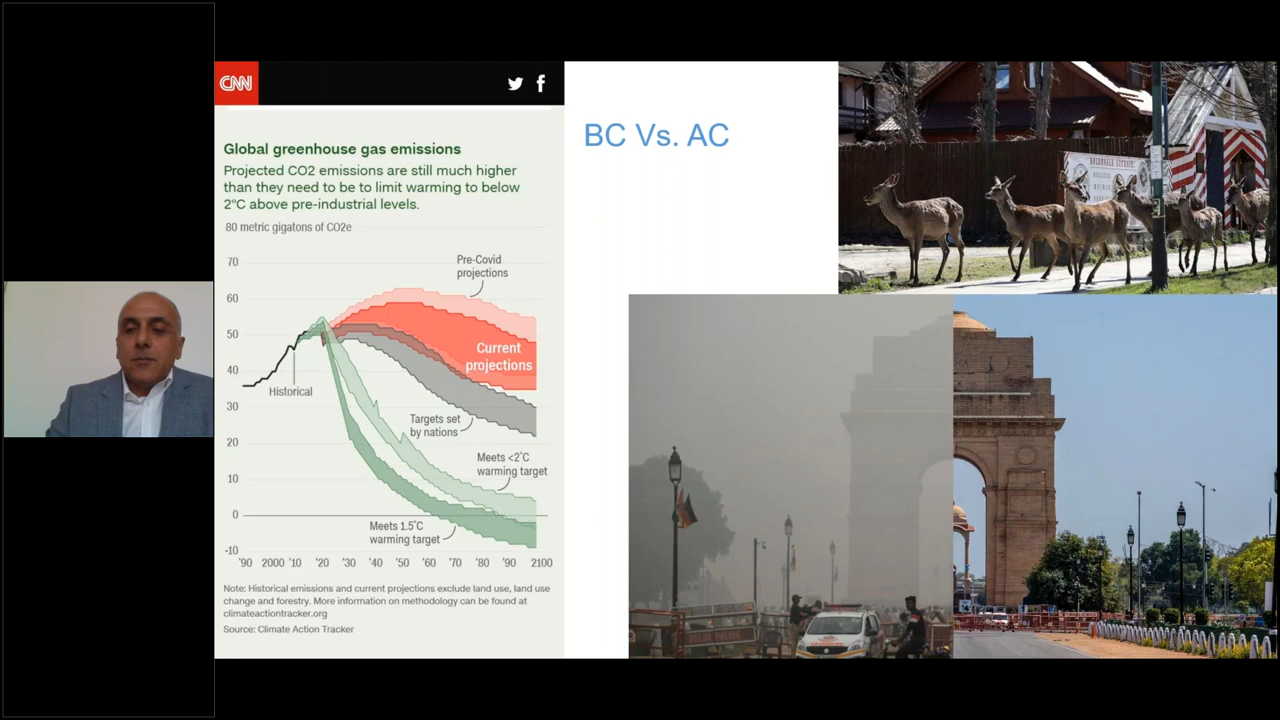 CNN
Global greenhouse gas emissions
Projected CO2 emissions are still much higher
than they need to be to limit warming to below
2°C above pre-industrial levels.
80 metric gigatons of CO2e
70
60
50
40
30
20
10
0
-10
Pre-Covid
projections
Current
projections
Historical
Targets set
by nations
Meets <2°C
warming target
Meets 1.5°C
warming target
'90 2000 '10 '20 '30 '40 '50 '60 '70 '80 '90 2100
Note: Historical emissions and current projections exclude land use, land use
change and forestry. More information on methodology can be found at
climateactiontracker.org
Source: Climate Action Tracker
BC Vs. AC